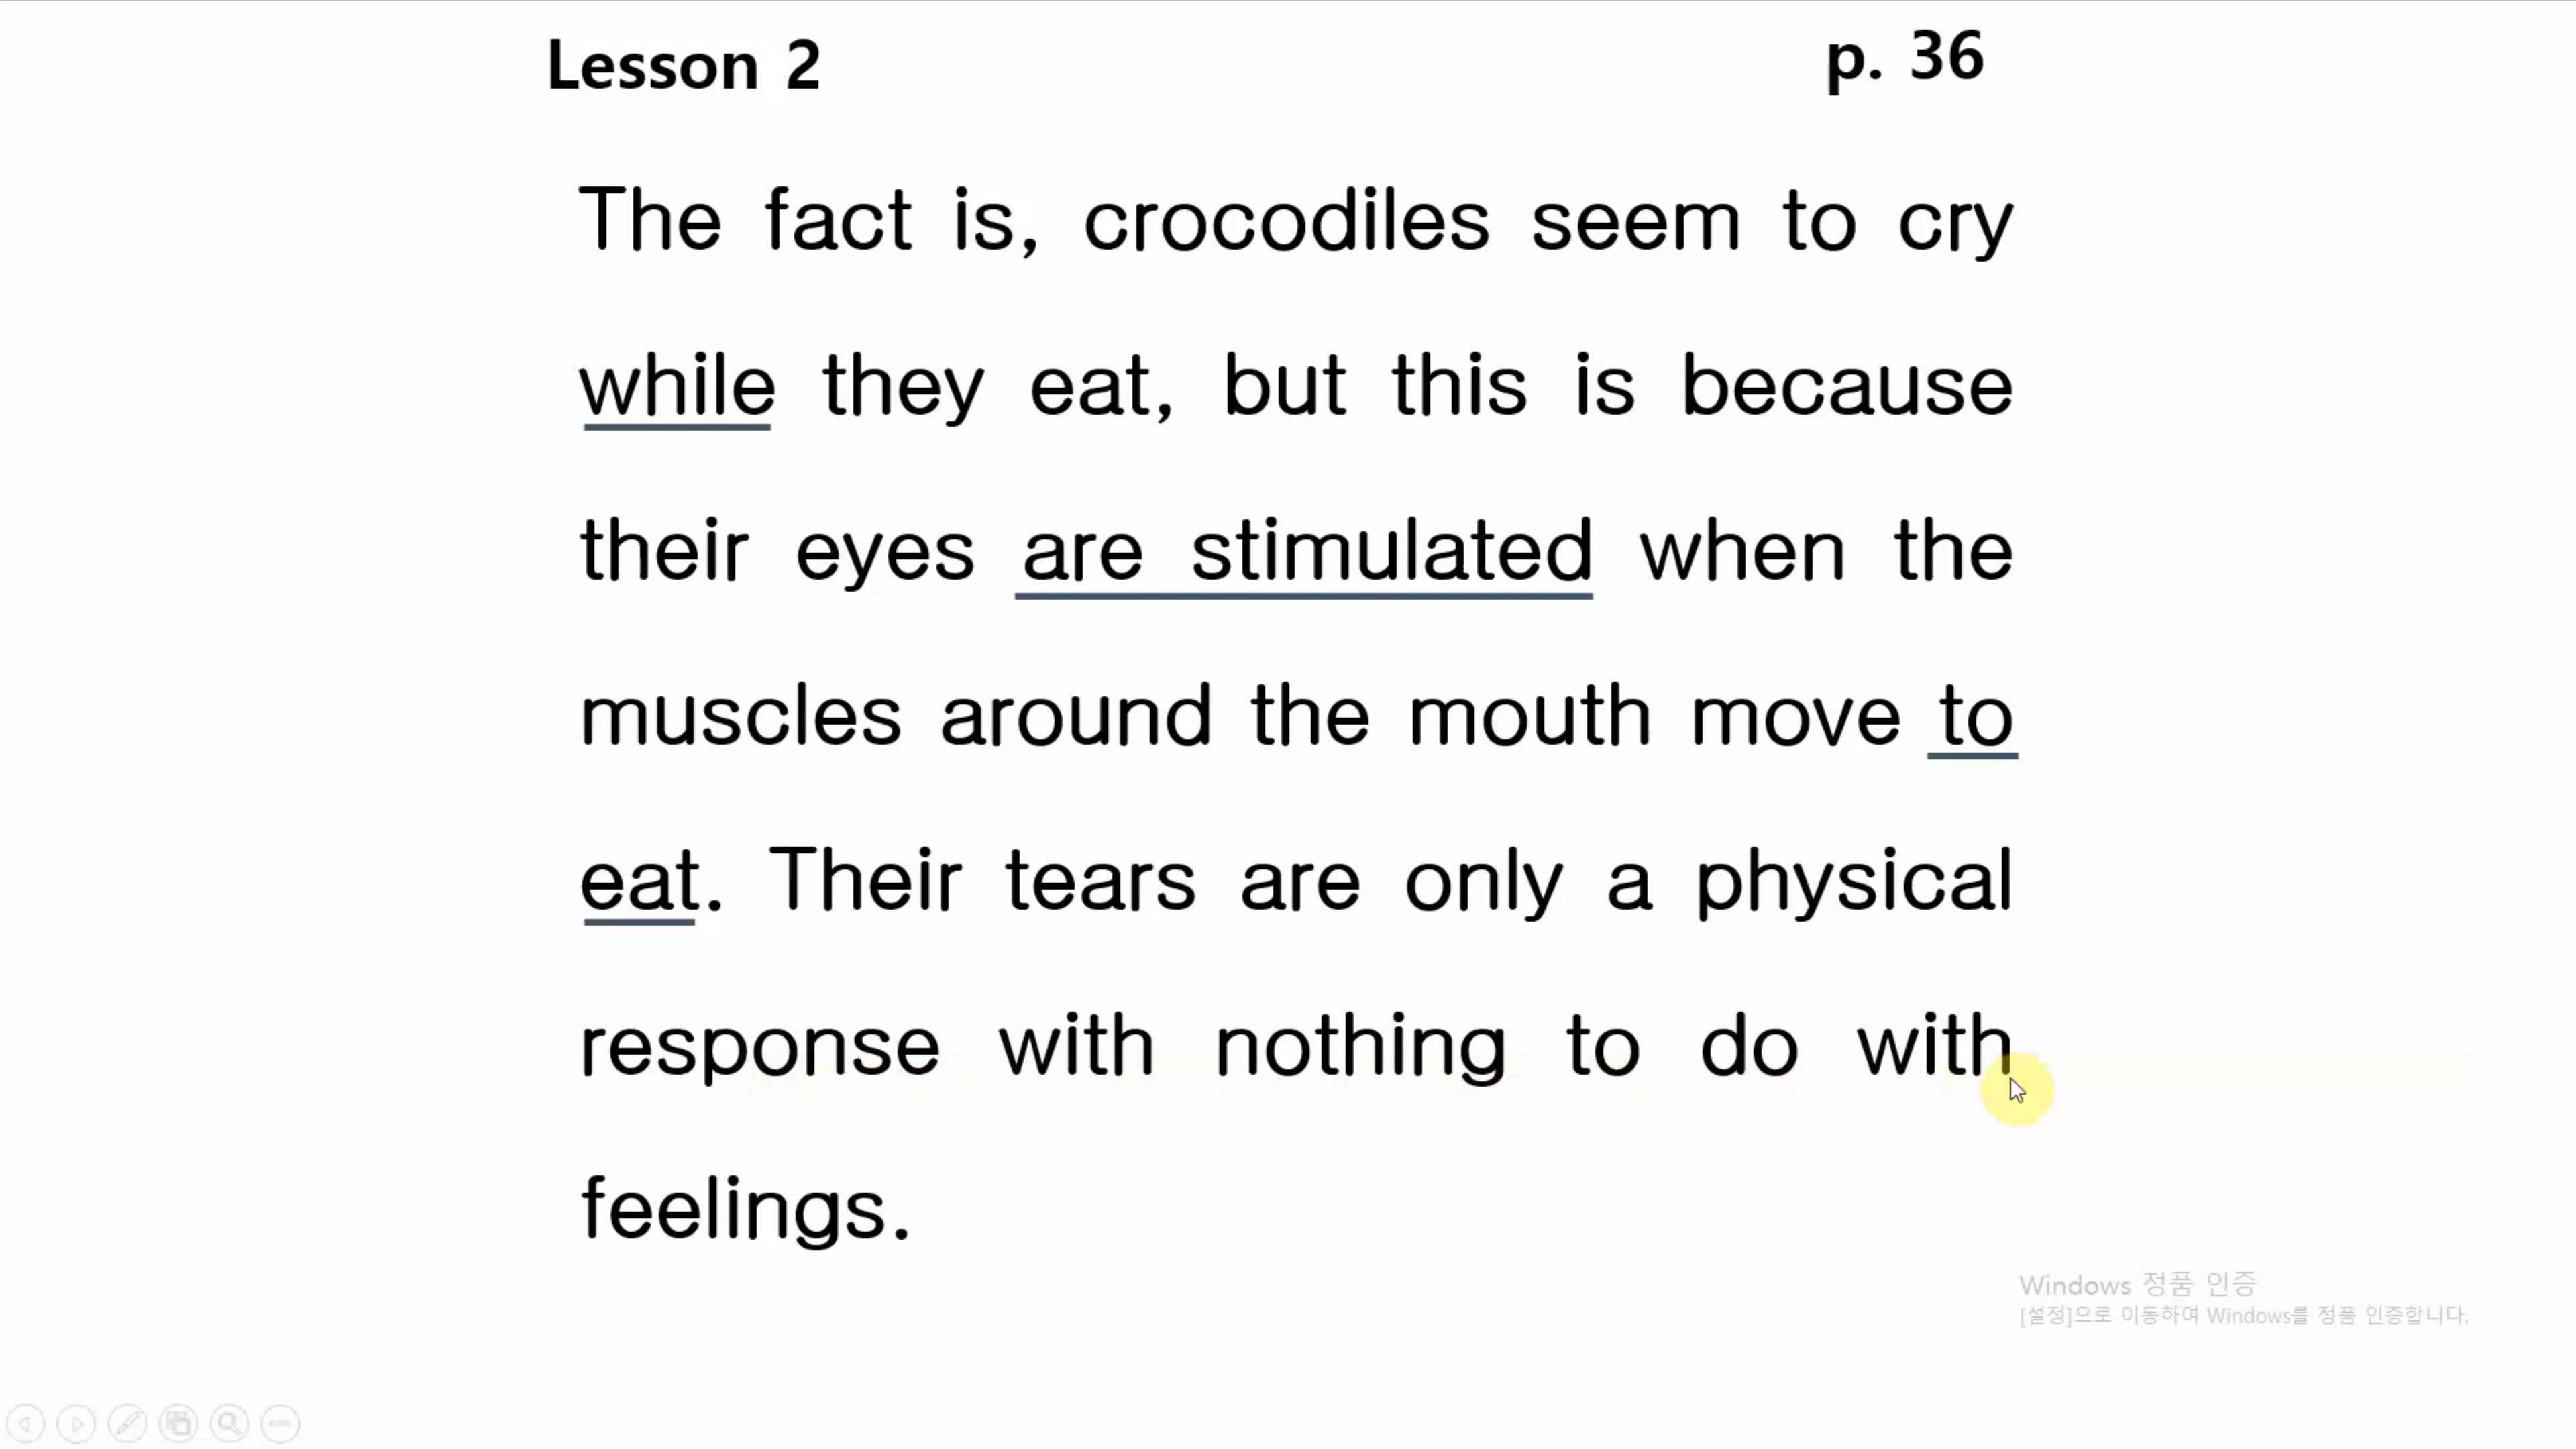 Lesson 2
p. 36
The fact is, crocodiles seem to cry
while they eat, but this is because
their eyes are stimulated when the
muscles around the mouth move to
eat. Their tears are only a physical
response with nothing to do with
feelings.
Windows 정품 인증
[설정]으로 이동하여 Windows를 정품 인증합니다.